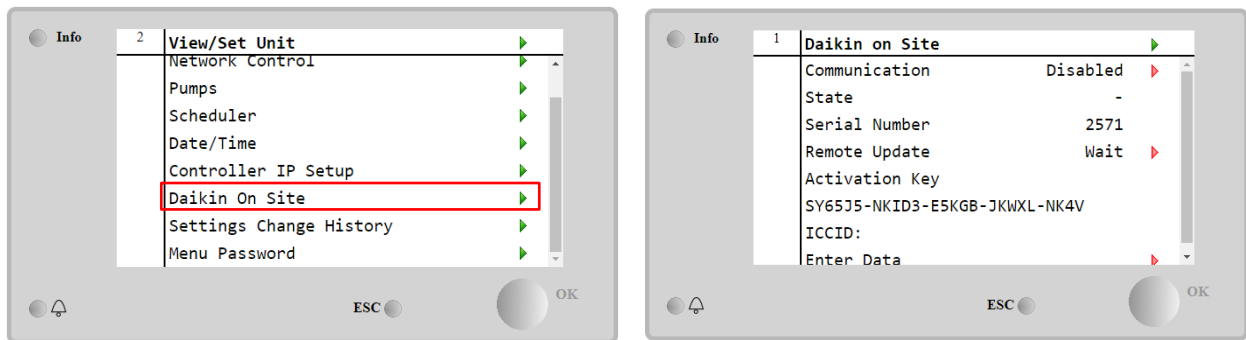 Info
2 View/Set Unit
Network Control
Pumps
Scheduler
Date/Time
Controller IP Setup
Daikin On Site
Settings Change History
Menu Password
ESC
OK
Info
1 Daikin on Site
Communication Disabled
State -
Serial Number 2571
Remote Update Wait
Activation Key
SY65J5-NKID3-E5KGB-JKWXL-NK4V
ICCID:
Enter Data
ESC
OK